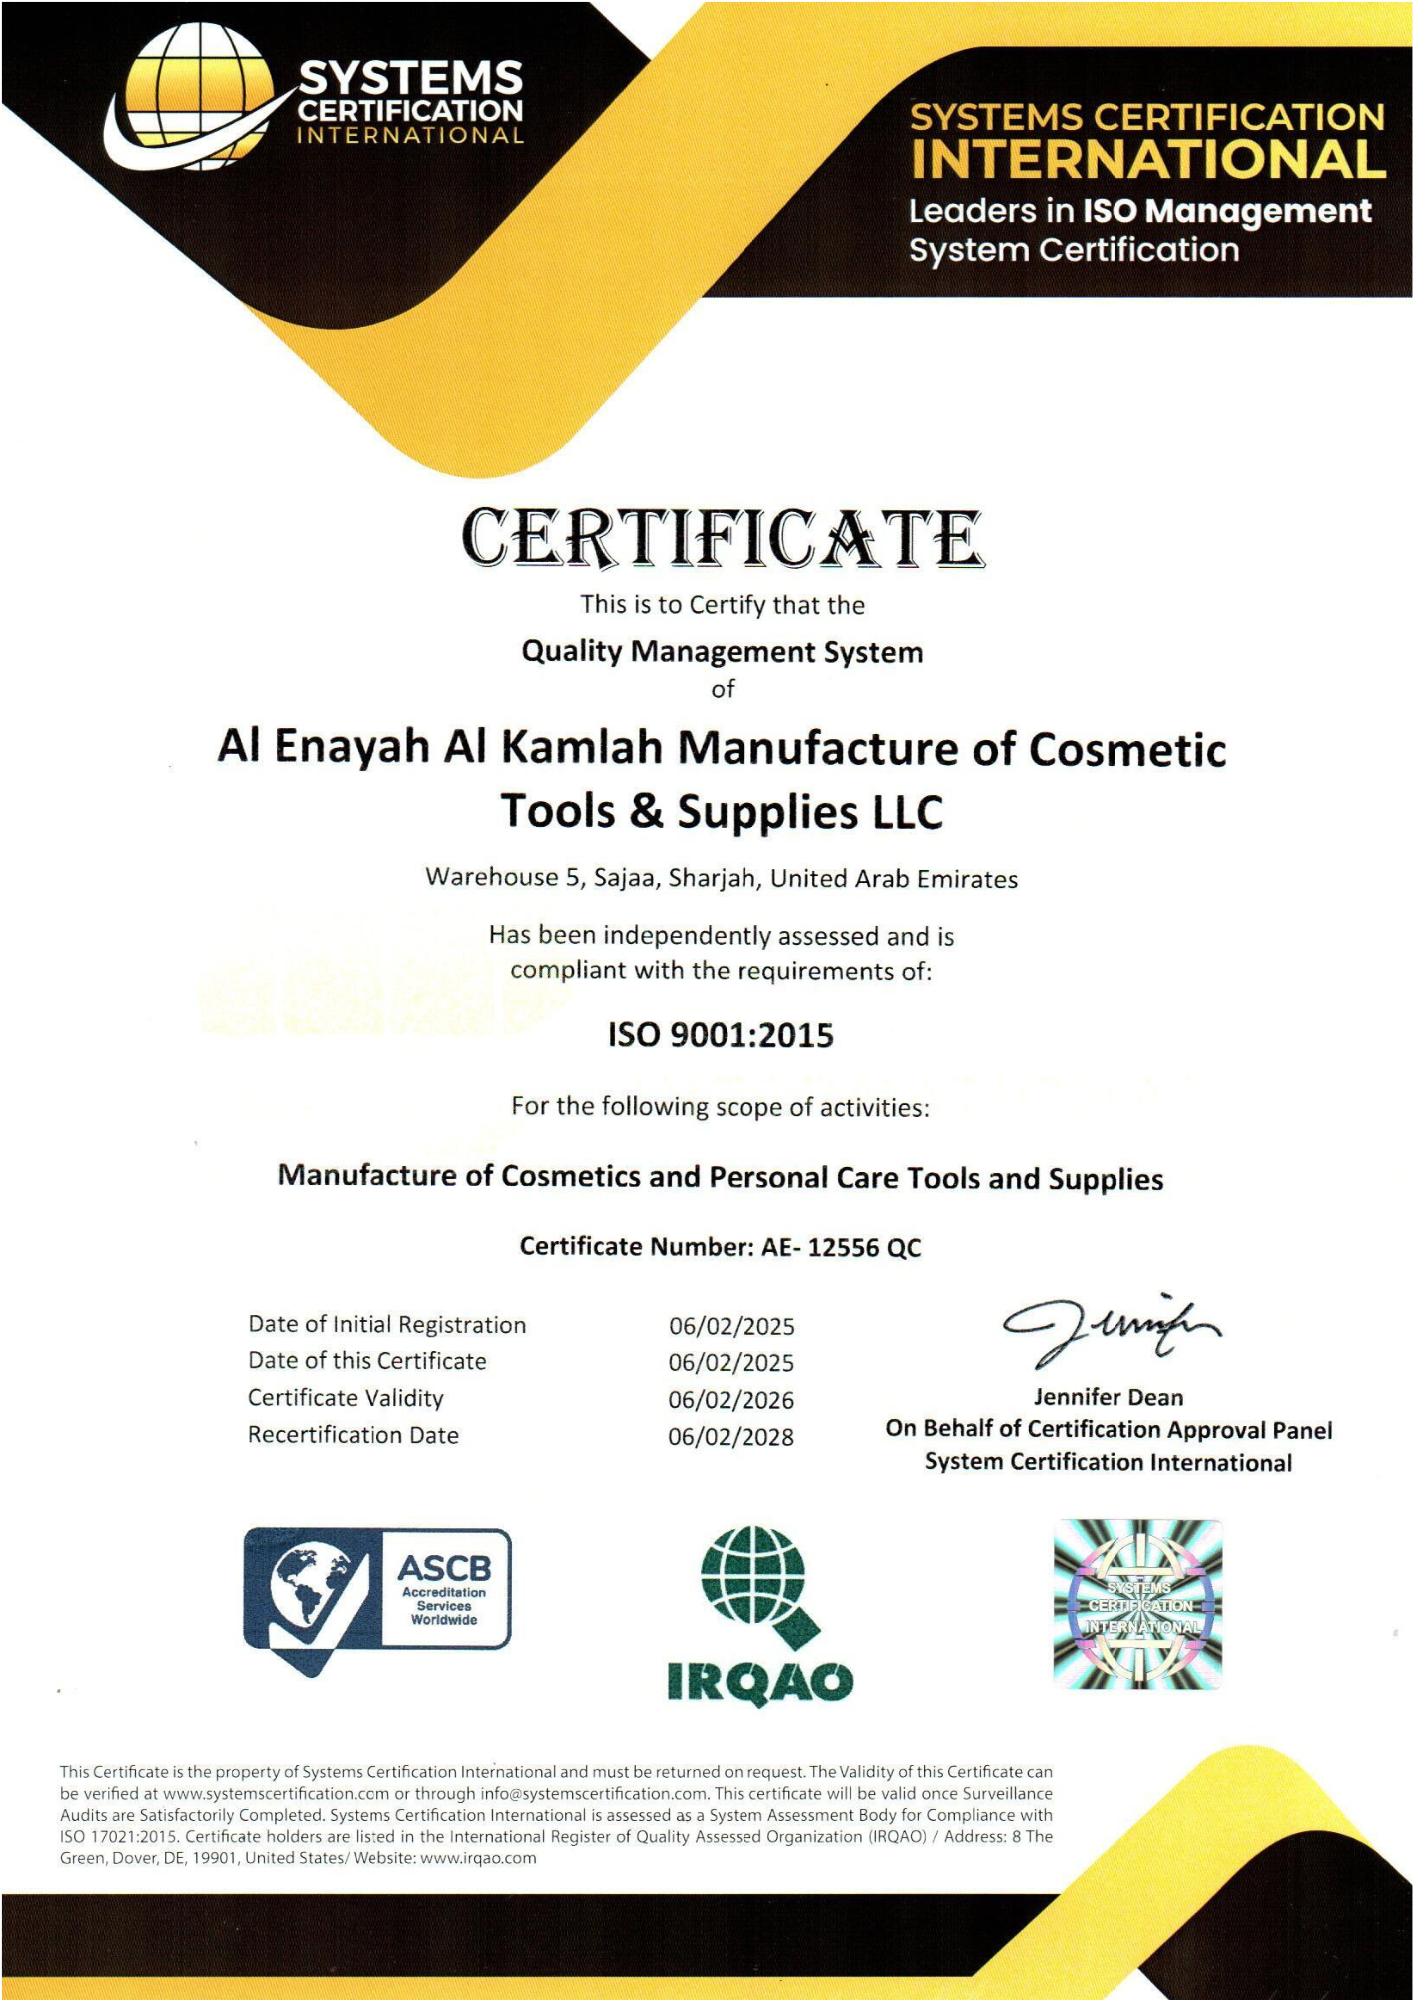 SYSTEMS
CERTIFICATION
INTERNATIONAL
SYSTEMS CERTIFICATION
INTERNATIONAL
Leaders in ISO Management
System Certification
CERTIFICATE
This is to Certify that the
Quality Management System
of
Al Enayah Al Kamlah Manufacture of Cosmetic
Tools & Supplies LLC
Warehouse 5, Sajaa, Sharjah, United Arab Emirates
Has been independently assessed and is
compliant with the requirements of:
ISO 9001:2015
For the following scope of activities:
Manufacture of Cosmetics and Personal Care Tools and Supplies
Certificate Number: AE- 12556 QC
Date of Initial Registration 06/02/2025
Date of this Certificate 06/02/2025
Certificate Validity 06/02/2026
Recertification Date 06/02/2028
Jennifer
Jennifer Dean
On Behalf of Certification Approval Panel
System Certification International
ASCB
Accreditation
Services
Worldwide
IRQAO
SYSTEMS
CERTIFICATION
INTERNATIONAL
This Certificate is the property of Systems Certification International and must be returned on request. The Validity of this Certificate can
be verified at www.systemscertification.com or through info@systemscertification.com. This certificate will be valid once Surveillance
Audits are Satisfactorily Completed. Systems Certification International is assessed as a System Assessment Body for Compliance with
ISO 17021:2015. Certificate holders are listed in the International Register of Quality Assessed Organization (IRQAO) / Address: 8 The
Green, Dover, DE, 19901, United States/ Website: www.irqao.com